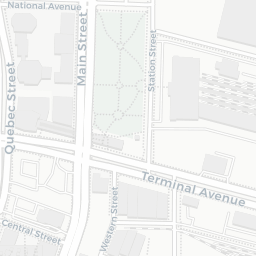 National Avenue
Main Street
Station Street
Quebec Street
Terminal Avenue
Western Street
Central Street